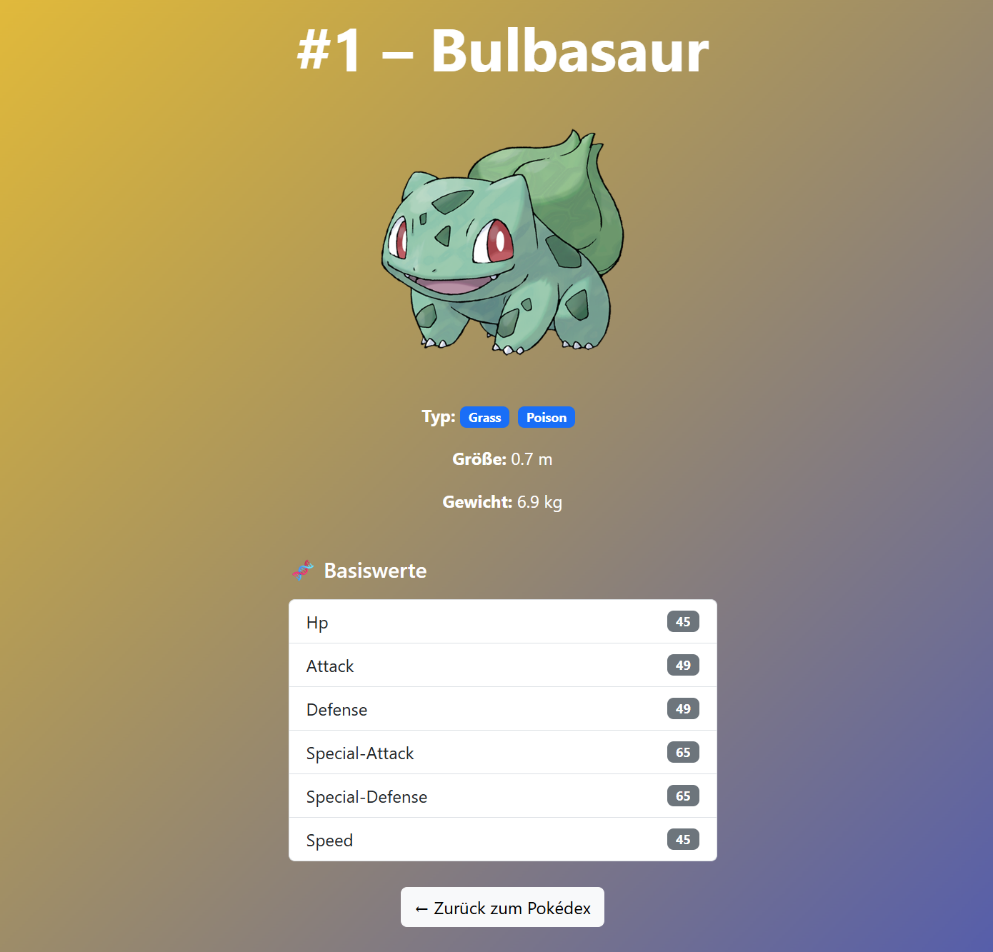 #1 – Bulbasaur
Typ: Grass Poison
Größe: 0.7 m
Gewicht: 6.9 kg
Basiswerte
Hp 45
Attack 49
Defense 49
Special-Attack 65
Special-Defense 65
Speed 45
← Zurück zum Pokédex